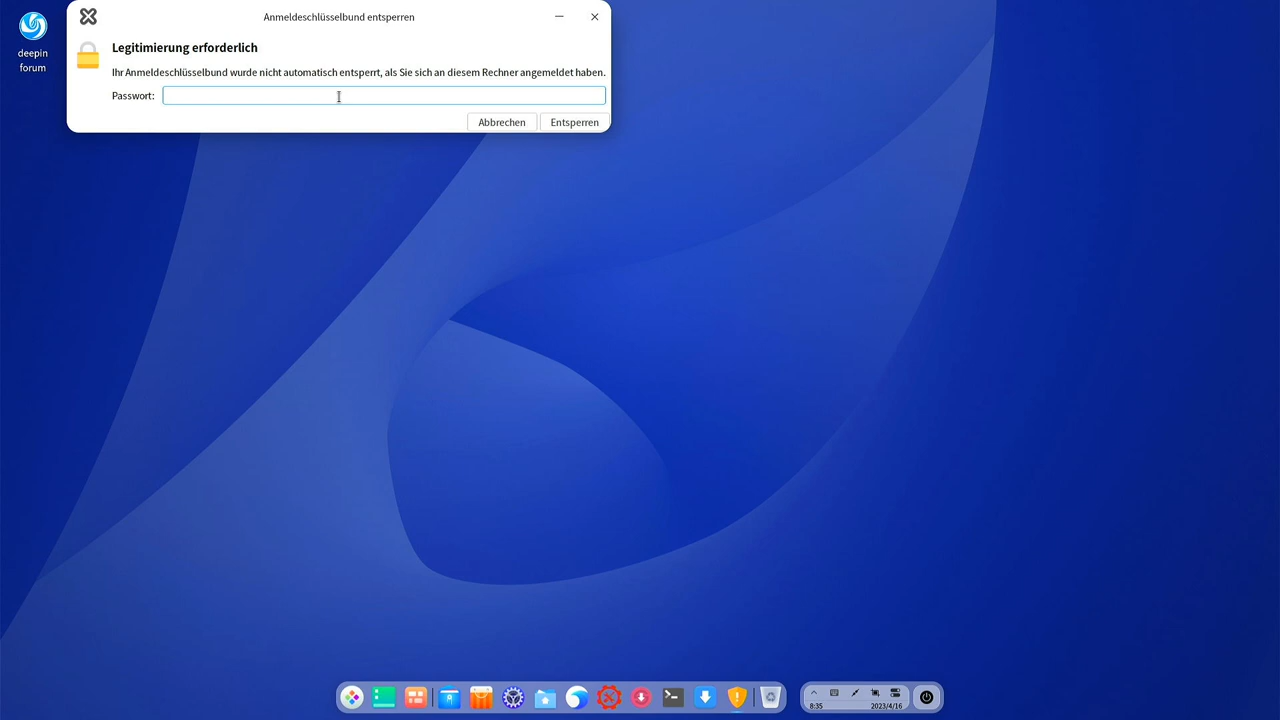 Anmeldeschlüsselbund entsperren
deepin
forum
Legitimierung erforderlich
Ihr Anmeldeschlüsselbund wurde nicht automatisch entsperrt, als Sie sich an diesem Rechner angemeldet haben.
Passwort:
Abbrechen Entsperren
8:35 2023/4/16